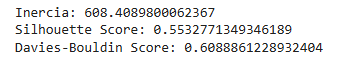 Inercia: 608.4089800062367
Silhouette Score: 0.5532771349346189
Davies-Bouldin Score: 0.6088861228932404